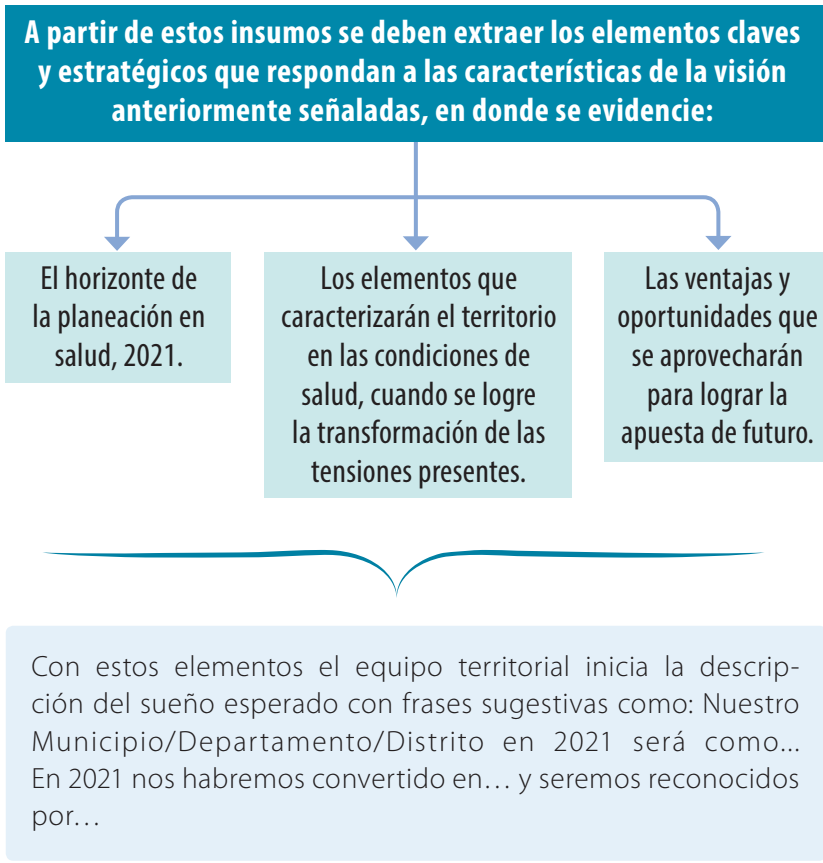 A partir de estos insumos se deben extraer los elementos claves
y estratégicos que respondan a las características de la visión
anteriormente señaladas, en donde se evidencie:
El horizonte de
la planeación en
salud, 2021.
Los elementos que
caracterizarán el territorio
en las condiciones de
salud, cuando se logre
la transformación de las
tensiones presentes.
Las ventajas y
oportunidades que
se aprovecharán
para lograr la
apuesta de futuro.
Con estos elementos el equipo territorial inicia la descrip-
ción del sueño esperado con frases sugestivas como: Nuestro
Municipio/Departamento/Distrito en 2021 será como...
En 2021 nos habremos convertido en… y seremos reconocidos
por…